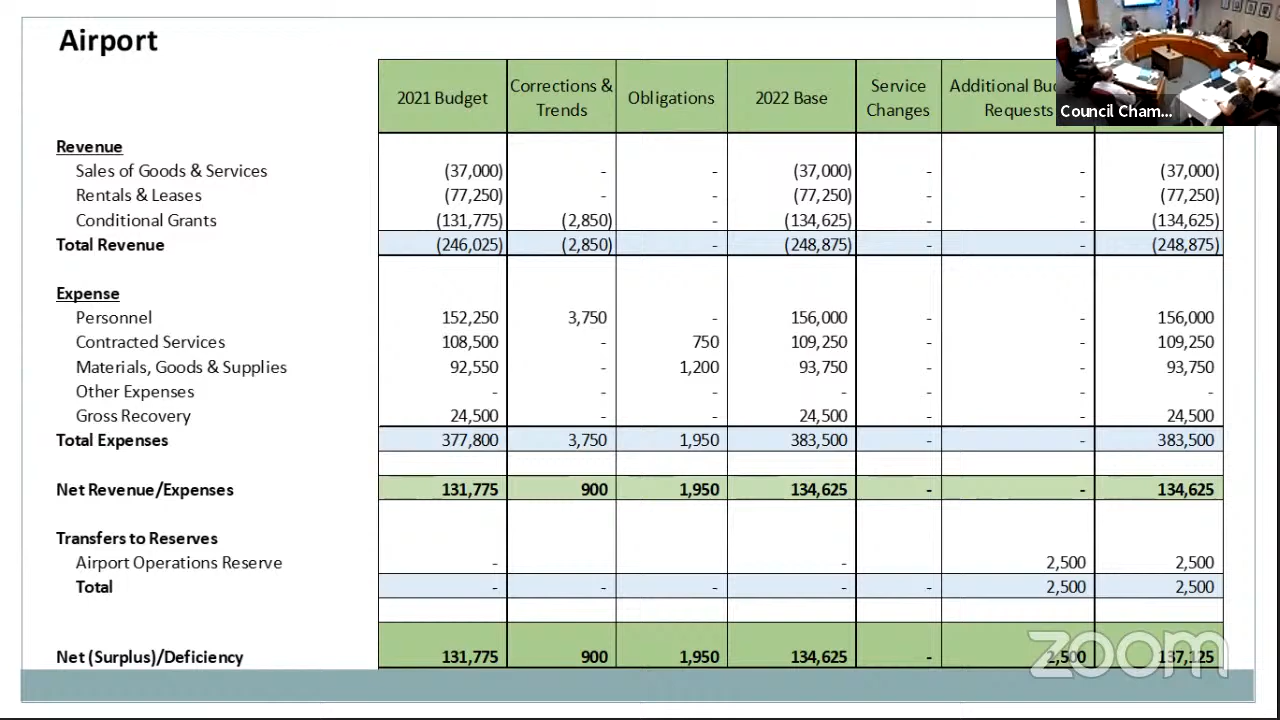 Airport
2021 Budget Corrections & Trends Obligations 2022 Base Service Changes Additional Requests
Council Cham...
Revenue
Sales of Goods & Services (37,000) - - (37,000) - - (37,000)
Rentals & Leases (77,250) - - (77,250) - - (77,250)
Conditional Grants (131,775) (2,850) - (134,625) - - (134,625)
Total Revenue (246,025) (2,850) - (248,875) - - (248,875)
Expense
Personnel 152,250 3,750 - 156,000 - - 156,000
Contracted Services 108,500 - 750 109,250 - - 109,250
Materials, Goods & Supplies 92,550 - 1,200 93,750 - - 93,750
Other Expenses - - - - - - -
Gross Recovery 24,500 - - 24,500 - - 24,500
Total Expenses 377,800 3,750 1,950 383,500 - - 383,500
Net Revenue/Expenses 131,775 900 1,950 134,625 - - 134,625
Transfers to Reserves
Airport Operations Reserve - - 2,500 2,500
Total - - - - - 2,500 2,500
Net (Surplus)/Deficiency 131,775 900 1,950 134,625 - 2,500 137,125
zoom